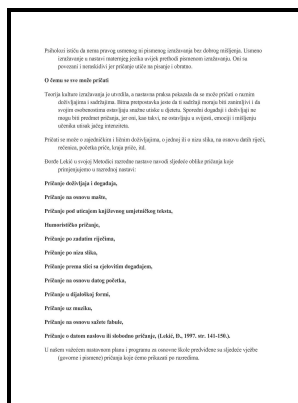 Psiholozi ističu da nema pravog usmenog ni pismenog izražavanja bez dobrog mišljenja. Usmeno
izražavanje u nastavi maternjeg jezika uvijek prethodi pismenom izražavanju. Oni su
povezani i neraskidivi jer pričanje utiče na pisanje i obratno.
O čemu se sve može pričati
Teorija kulture izražavanja je utvrdila, a nastavna praksa pokazala da se može pričati o raznim
doživljajima i sadržajima. Bitna pretpostavka jeste da ti sadržaji moraju biti zanimljivi i da
svojim osobenostima ostavljaju snažne utiske u djetetu. Sporedni događaji i doživljaji ne
mogu biti predmet pričanja, jer oni, kao takvi, ne ostavljaju u svijesti, emociji i mišljenju
učenika utisak jačeg intenziteta.
Pričati se može o zajedničkim i ličnim doživljajima, o jednoj ili o nizu slika, na osnovu datih riječi,
rečenica, početka priče, kraja priče, itd.
Đorđe Lekić u svojoj Metodici razredne nastave navodi sljedeće oblike pričanja koje
primjenjujemo u razrednoj nastavi:
Pričanje doživljaja i događaja,
Pričanje na osnovu mašte,
Pričanje pod uticajem književnog umjetničkog teksta,
Humorističko pričanje,
Pričanje po zadatim riječima,
Pričanje po nizu slika,
Pričanje prema slici sa cjelovitim događajem,
Pričanje na osnovu datog početka,
Pričanje u dijaloškoj formi,
Pričanje uz muziku,
Pričanje na osnovu sažete fabule,
Pričanje o datom naslovu ili slobodno pričanje, (Lekić, Đ., 1997. str. 141-150.).
U našem važećem nastavnom planu i programu za osnovne škole predviđene su sljedeće vježbe
(govorne i pismene) pričanja koje ćemo prikazati po razredima.